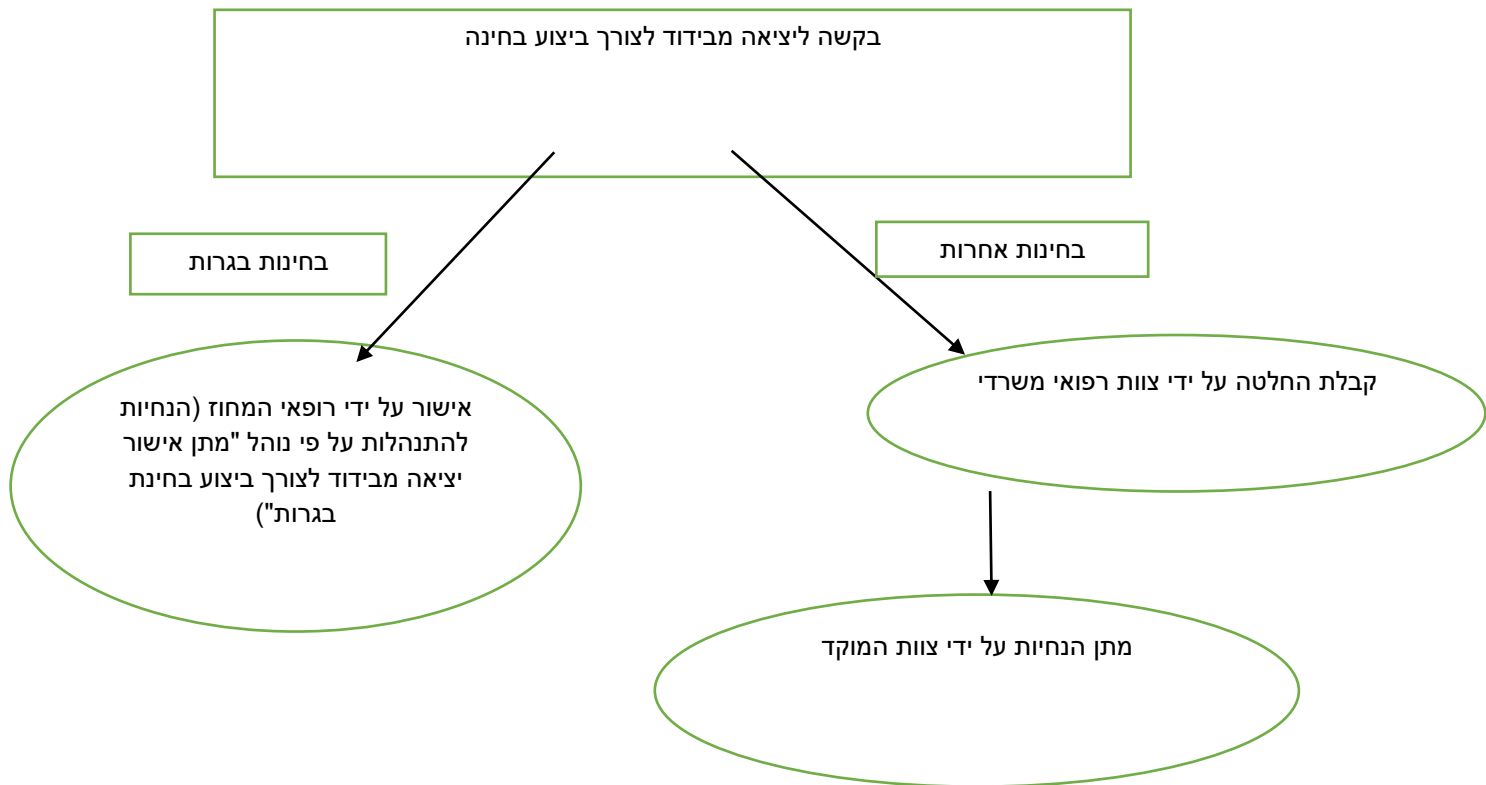 בקשה ליציאה מבידוד לצורך ביצוע בחינה
בחינות אחרות
בחינות בגרות
קבלת החלטה על ידי צוות רפואי משרדי
אישור על ידי רופאי המחוז (הנחיות
להתנהלות על פי נוהל "מתן אישור
יציאה מבידוד לצורך ביצוע בחינת
בגרות")
מתן הנחיות על ידי צוות המוקד